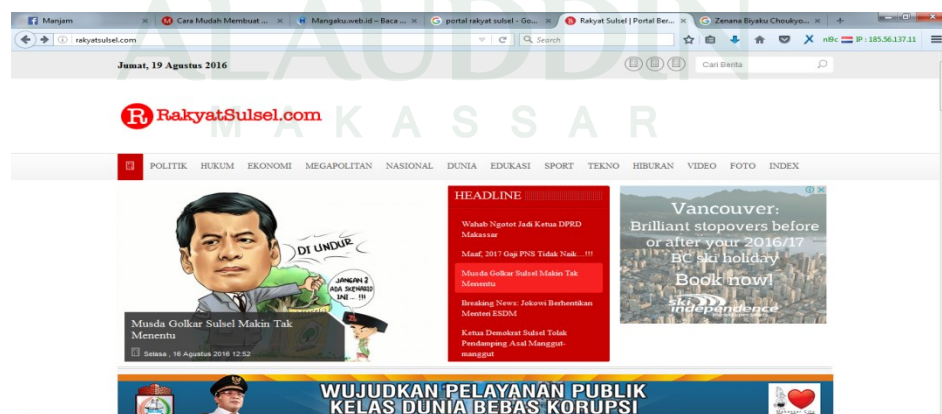 ALAUDDIN
MAKASSAR
Manjam
Cara Mudah Membuat ...
Mangaku.web.id – Baca ...
portal rakyat sulsel - Go...
Rakyat Sulsel | Portal Ber...
Zenana Biyaku Choukyo...
rakyatsulsel.com
Search
nl9c IP : 185.56.137.11
Jumat, 19 Agustus 2016
Cari Berita
R RakyatSulsel.com
POLITIK HUKUM EKONOMI MEGAPOLITAN NASIONAL DUNIA EDUKASI SPORT TEKNO HIBURAN VIDEO FOTO INDEX
DI UNDUR
JANGAN 2
ADA SKENARIO
INI ... !!!
Musda Golkar Sulsel Makin Tak
Menentu
Selasa , 16 Agustus 2016 12:52
HEADLINE
Wahab Ngotot Jadi Ketua DPRD
Makassar
Maaf, 2017 Gaji PNS Tidak Naik....!!!
Musda Golkar Sulsel Makin Tak
Menentu
Breaking News: Jokowi Berhentikan
Menteri ESDM
Ketua Demokrat Sulsel Tolak
Pendamping Asal Manggut-
manggut
Vancouver:
Brilliant stopovers before
or after your 2016/17
BC ski holiday
Book now!
ski
independence
WUJUDKAN PELAYANAN PUBLIK
KELAS DUNIA BEBAS KORUPSI